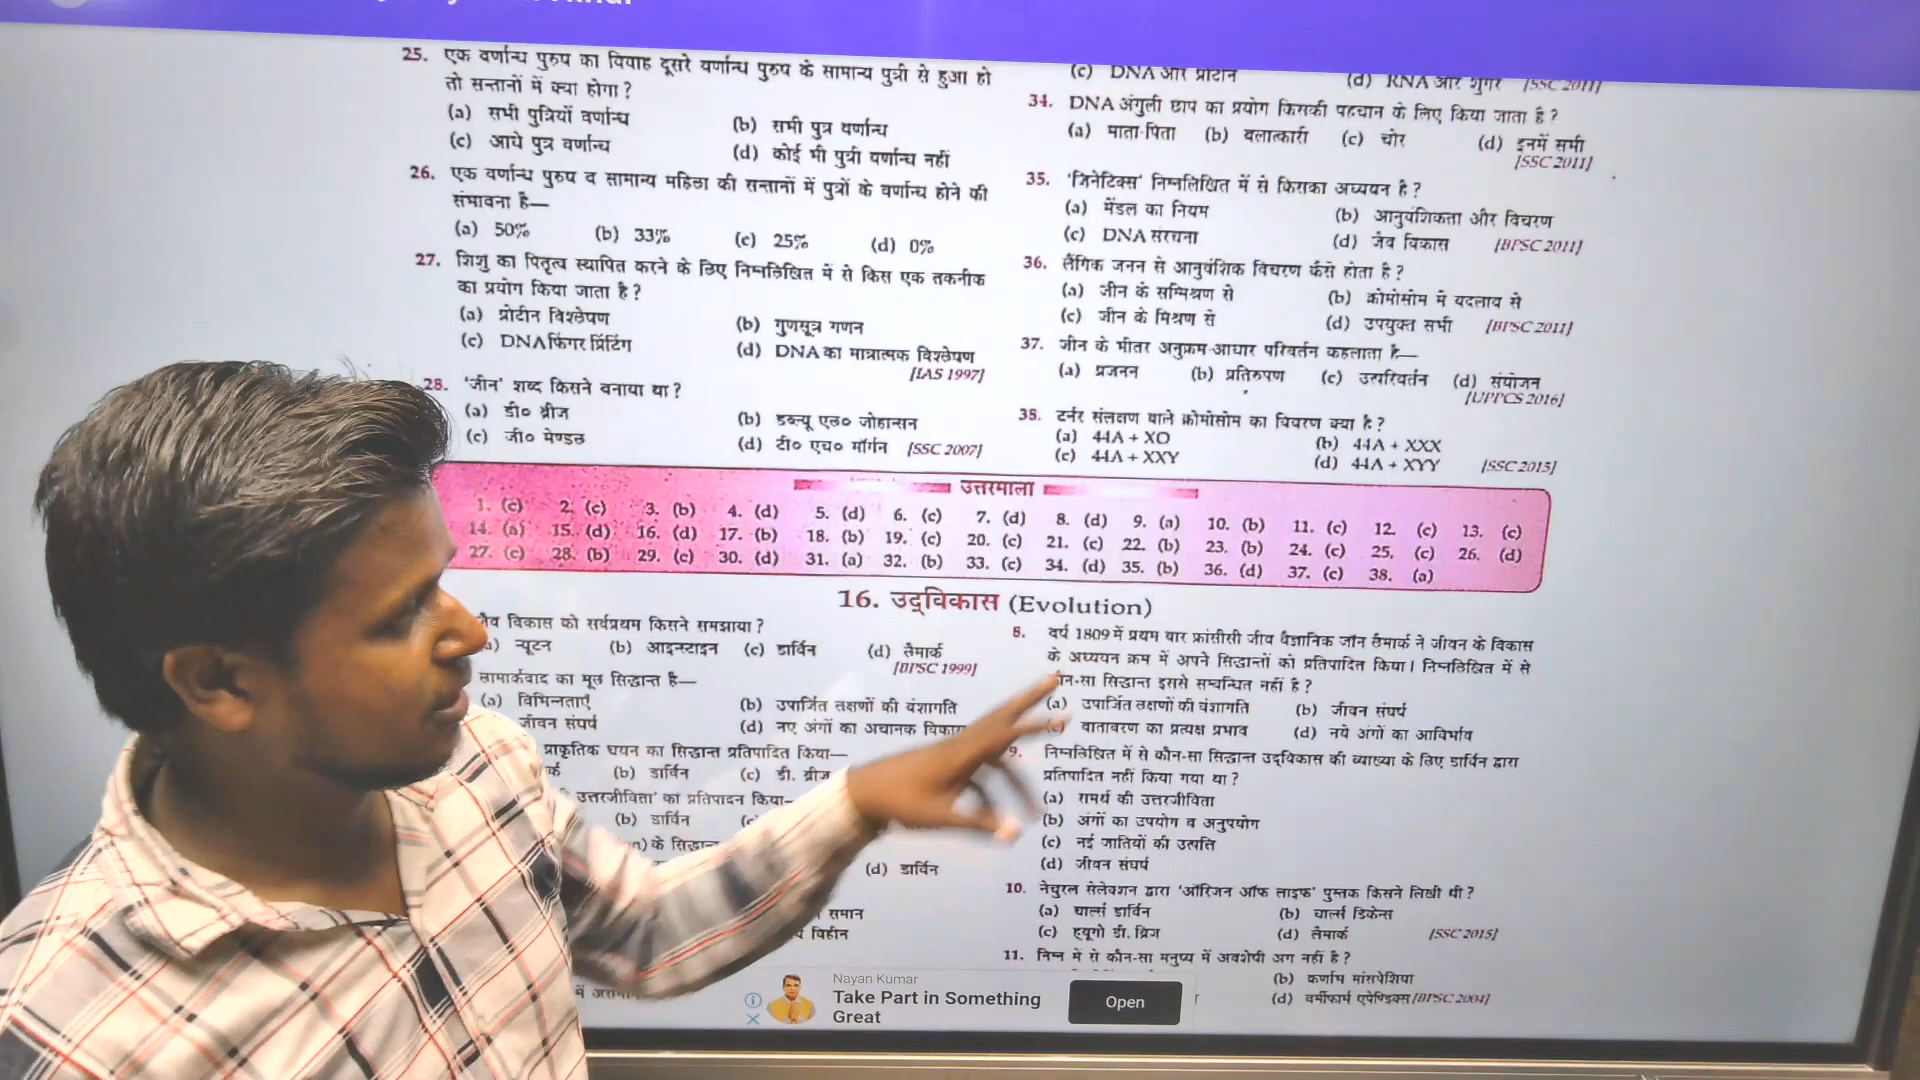 25. एक वर्णान्ध पुरुष का विवाह दूसरे वर्णान्ध पुरुष के सामान्य पुत्री से हुआ हो
तो सन्तानों में क्या होगा ?
(a) सभी पुत्रियों वर्णान्ध (b) सभी पुत्र वर्णान्ध
(c) आधे पुत्र वर्णान्ध (d) कोई भी पुत्री वर्णान्ध नहीं
26. एक वर्णान्ध पुरुष व सामान्य महिला की सन्तानों में पुत्रों के वर्णान्ध होने की
संभावना है—
(a) 50% (b) 33% (c) 25% (d) 0%
27. शिशु का पितृत्व स्थापित करने के लिए निम्नलिखित में से किस एक तकनीक
का प्रयोग किया जाता है ?
(a) प्रोटीन विश्लेषण (b) गुणसूत्र गणन
(c) DNA फिंगर प्रिंटिंग (d) DNA का मात्रात्मक विश्लेषण
[IAS 1997]
28. 'जीन' शब्द किसने बनाया था ?
(a) डी० व्रीज (b) डब्ल्यू एल० जोहान्सन
(c) जी० मेण्डल (d) टी० एच० मॉर्गन [SSC 2007]
(c) DNA और प्रोटीन (d) RNA और शुगर [SSC 2011]
34. DNA अंगुली छाप का प्रयोग किसकी पहचान के लिए किया जाता है ?
(a) माता-पिता (b) बलात्कारी (c) चोर (d) इनमें सभी
[SSC 2011]
35. 'जिनेटिक्स' निम्नलिखित में से किसका अध्ययन है ?
(a) मेंडल का नियम (b) आनुवंशिकता और विचरण
(c) DNA संरचना (d) जैव विकास [BPSC 2011]
36. लैंगिक जनन से आनुवंशिक विचरण कैसे होता है ?
(a) जीन के सम्मिश्रण से (b) क्रोमोसोम में बदलाव से
(c) जीन के मिश्रण से (d) उपर्युक्त सभी [BPSC 2011]
37. जीन के भीतर अनुक्रम-आधार परिवर्तन कहलाता है—
(a) प्रजनन (b) प्रतिरुपण (c) उत्परिवर्तन (d) संयोजन
[UPPCS 2016]
38. टर्नर संलक्षण वाले क्रोमोसोम का विवरण क्या है ?
(a) 44A + XO (b) 44A + XXX
(c) 44A + XXY (d) 44A + XYY [SSC 2015]
उत्तरमाला
1. (c) 2. (c) 3. (b) 4. (d) 5. (d) 6. (c) 7. (d) 8. (d) 9. (a) 10. (b) 11. (c) 12. (c) 13. (c)
14. (a) 15. (d) 16. (d) 17. (b) 18. (b) 19. (c) 20. (c) 21. (c) 22. (b) 23. (b) 24. (c) 25. (c) 26. (d)
27. (c) 28. (b) 29. (c) 30. (d) 31. (a) 32. (b) 33. (c) 34. (d) 35. (b) 36. (d) 37. (c) 38. (a)
16. उद्‌विकास (Evolution)
जैव विकास को सर्वप्रथम किसने समझाया ?
(a) न्यूटन (b) आइन्स्टाइन (c) डार्विन (d) लैमार्क
[BPSC 1999]
लामार्कवाद का मूल सिद्धान्त है—
(a) विभिन्नताएँ (b) उपार्जित लक्षणों की वंशागति
जीवन संघर्ष (d) नए अंगों का अचानक विकास
प्राकृतिक चयन का सिद्धान्त प्रतिपादित किया—
(b) डार्विन (c) डी. व्रीज
उत्तरजीविता' का प्रतिपादन किया—
(b) डार्विन
के सिद्धान्त
(d) डार्विन
समान
विहीन
8. वर्ष 1809 में प्रथम बार फ्रांसीसी जीव वैज्ञानिक जॉन लैमार्क ने जीवन के विकास
के अध्ययन क्रम में अपने सिद्धान्तों को प्रतिपादित किया। निम्नलिखित में से
कौन-सा सिद्धान्त इससे सम्बन्धित नहीं है ?
(a) उपार्जित लक्षणों की वंशागति (b) जीवन संघर्ष
(c) वातावरण का प्रत्यक्ष प्रभाव (d) नये अंगों का आविर्भाव
9. निम्नलिखित में से कौन-सा सिद्धान्त उद्‌विकास की व्याख्या के लिए डार्विन द्वारा
प्रतिपादित नहीं किया गया था ?
(a) समर्थ की उत्तरजीविता
(b) अंगों का उपयोग व अनुपयोग
(c) नई जातियों की उत्पत्ति
(d) जीवन संघर्ष
10. नेचुरल सेलेक्शन द्वारा 'ऑरिजन ऑफ लाइफ' पुस्तक किसने लिखी थी ?
(a) चार्ल्स डार्विन (b) चार्ल्स डिकेन्स
(c) ह्यूगो डी. व्रिज (d) लैमार्क [SSC 2015]
11. निम्न में से कौन-सा मनुष्य में अवशेषी अंग नहीं है ?
(b) कर्णाभ मांसपेशिया
(d) वर्मीफार्म एपेण्डिक्स [BPSC 2004]
Nayan Kumar
Take Part in Something
Great
Open